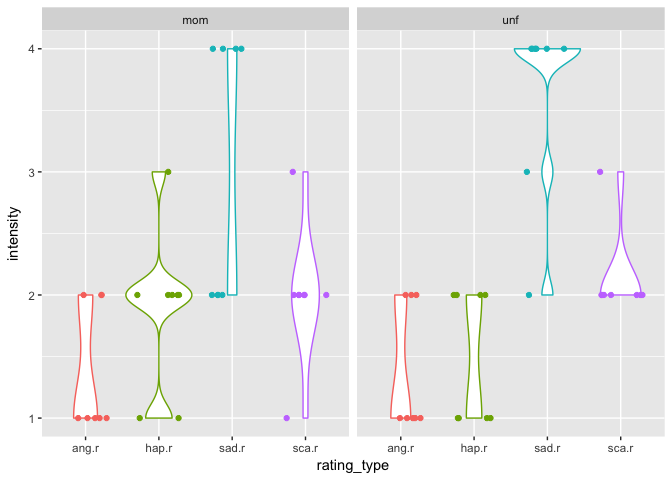 mom unf
intensity
4
3
2
1
ang.r hap.r sad.r sca.r ang.r hap.r sad.r sca.r
rating_type